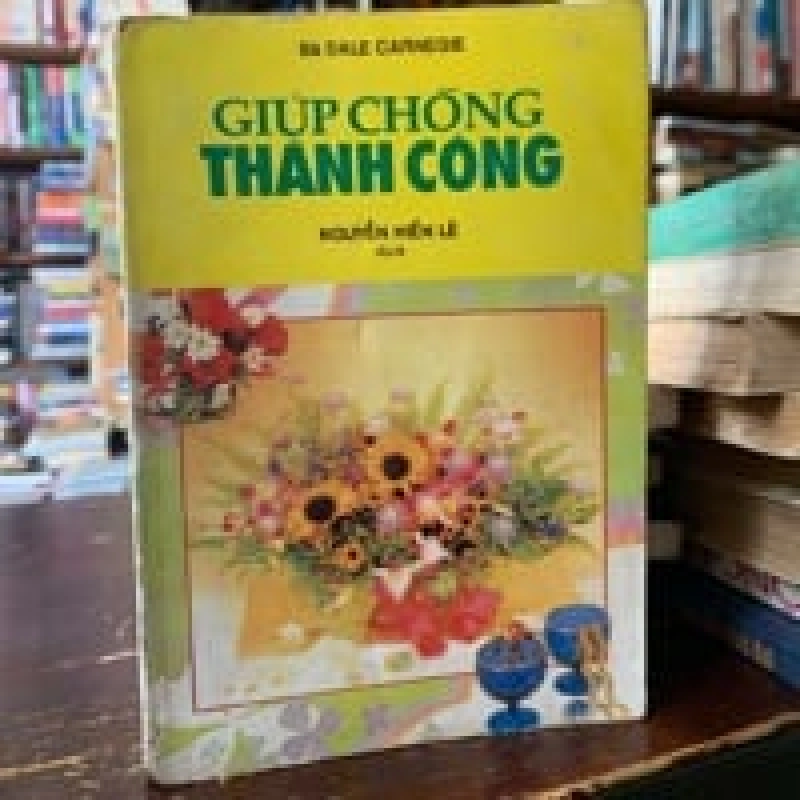 BÀ DALE CARNEGIE
GIÚP CHỒNG
THÀNH CÔNG
NGUYỄN HIẾN LÊ